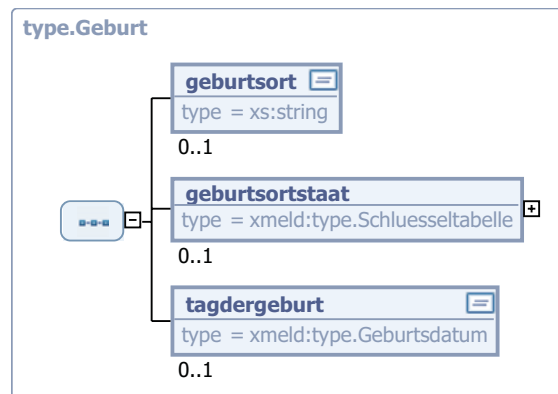 type.Geburt
geburtsort
type = xs:string
0..1
geburtsortstaat
type = xmeld:type.Schluesseltabelle
0..1
tagdergeburt
type = xmeld:type.Geburtsdatum
0..1